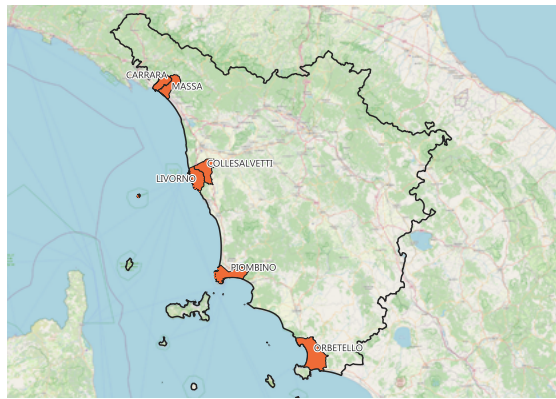 CARRARA
MASSA
COLLESALVETTI
LIVORNO
PIOMBINO
ORBETELLO